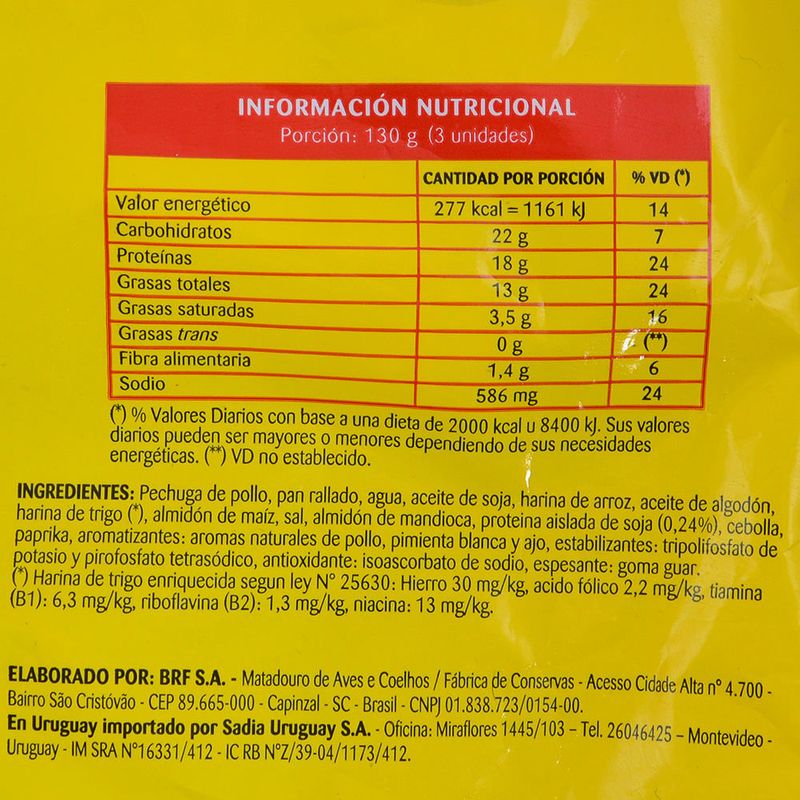 INFORMACIÓN NUTRICIONAL
Porción: 130 g (3 unidades)
CANTIDAD POR PORCIÓN % VD (*)
Valor energético 277 kcal = 1161 kJ 14
Carbohidratos 22 g 7
Proteínas 18 g 24
Grasas totales 13 g 24
Grasas saturadas 3,5 g 16
Grasas trans 0 g (**)
Fibra alimentaria 1,4 g 6
Sodio 586 mg 24
(*) % Valores Diarios con base a una dieta de 2000 kcal u 8400 kJ. Sus valores
diarios pueden ser mayores o menores dependiendo de sus necesidades
energéticas. (**) VD no establecido.
INGREDIENTES: Pechuga de pollo, pan rallado, agua, aceite de soja, harina de arroz, aceite de algodón,
harina de trigo (*), almidón de maíz, sal, almidón de mandioca, proteina aislada de soja (0,24%), cebolla,
paprika, aromatizantes: aromas naturales de pollo, pimienta blanca y ajo, estabilizantes: tripolifosfato de
potasio y pirofosfato tetrasódico, antioxidante: isoascorbato de sodio, espesante: goma guar.
(*) Harina de trigo enriquecida segun ley N° 25630: Hierro 30 mg/kg, acido fólico 2,2 mg/kg, tiamina
(B1): 6,3 mg/kg, riboflavina (B2): 1,3 mg/kg, niacina: 13 mg/kg.
ELABORADO POR: BRF S.A. - Matadouro de Aves e Coelhos / Fábrica de Conservas - Acesso Cidade Alta nº 4.700 -
Bairro São Cristóvão - CEP 89.665-000 - Capinzal - SC - Brasil - CNPJ 01.838.723/0154-00.
En Uruguay importado por Sadia Uruguay S.A. - Oficina: Miraflores 1445/103 – Tel. 26046425 – Montevideo -
Uruguay - IM SRA N°16331/412 - IC RB N°Z/39-04/1173/412.